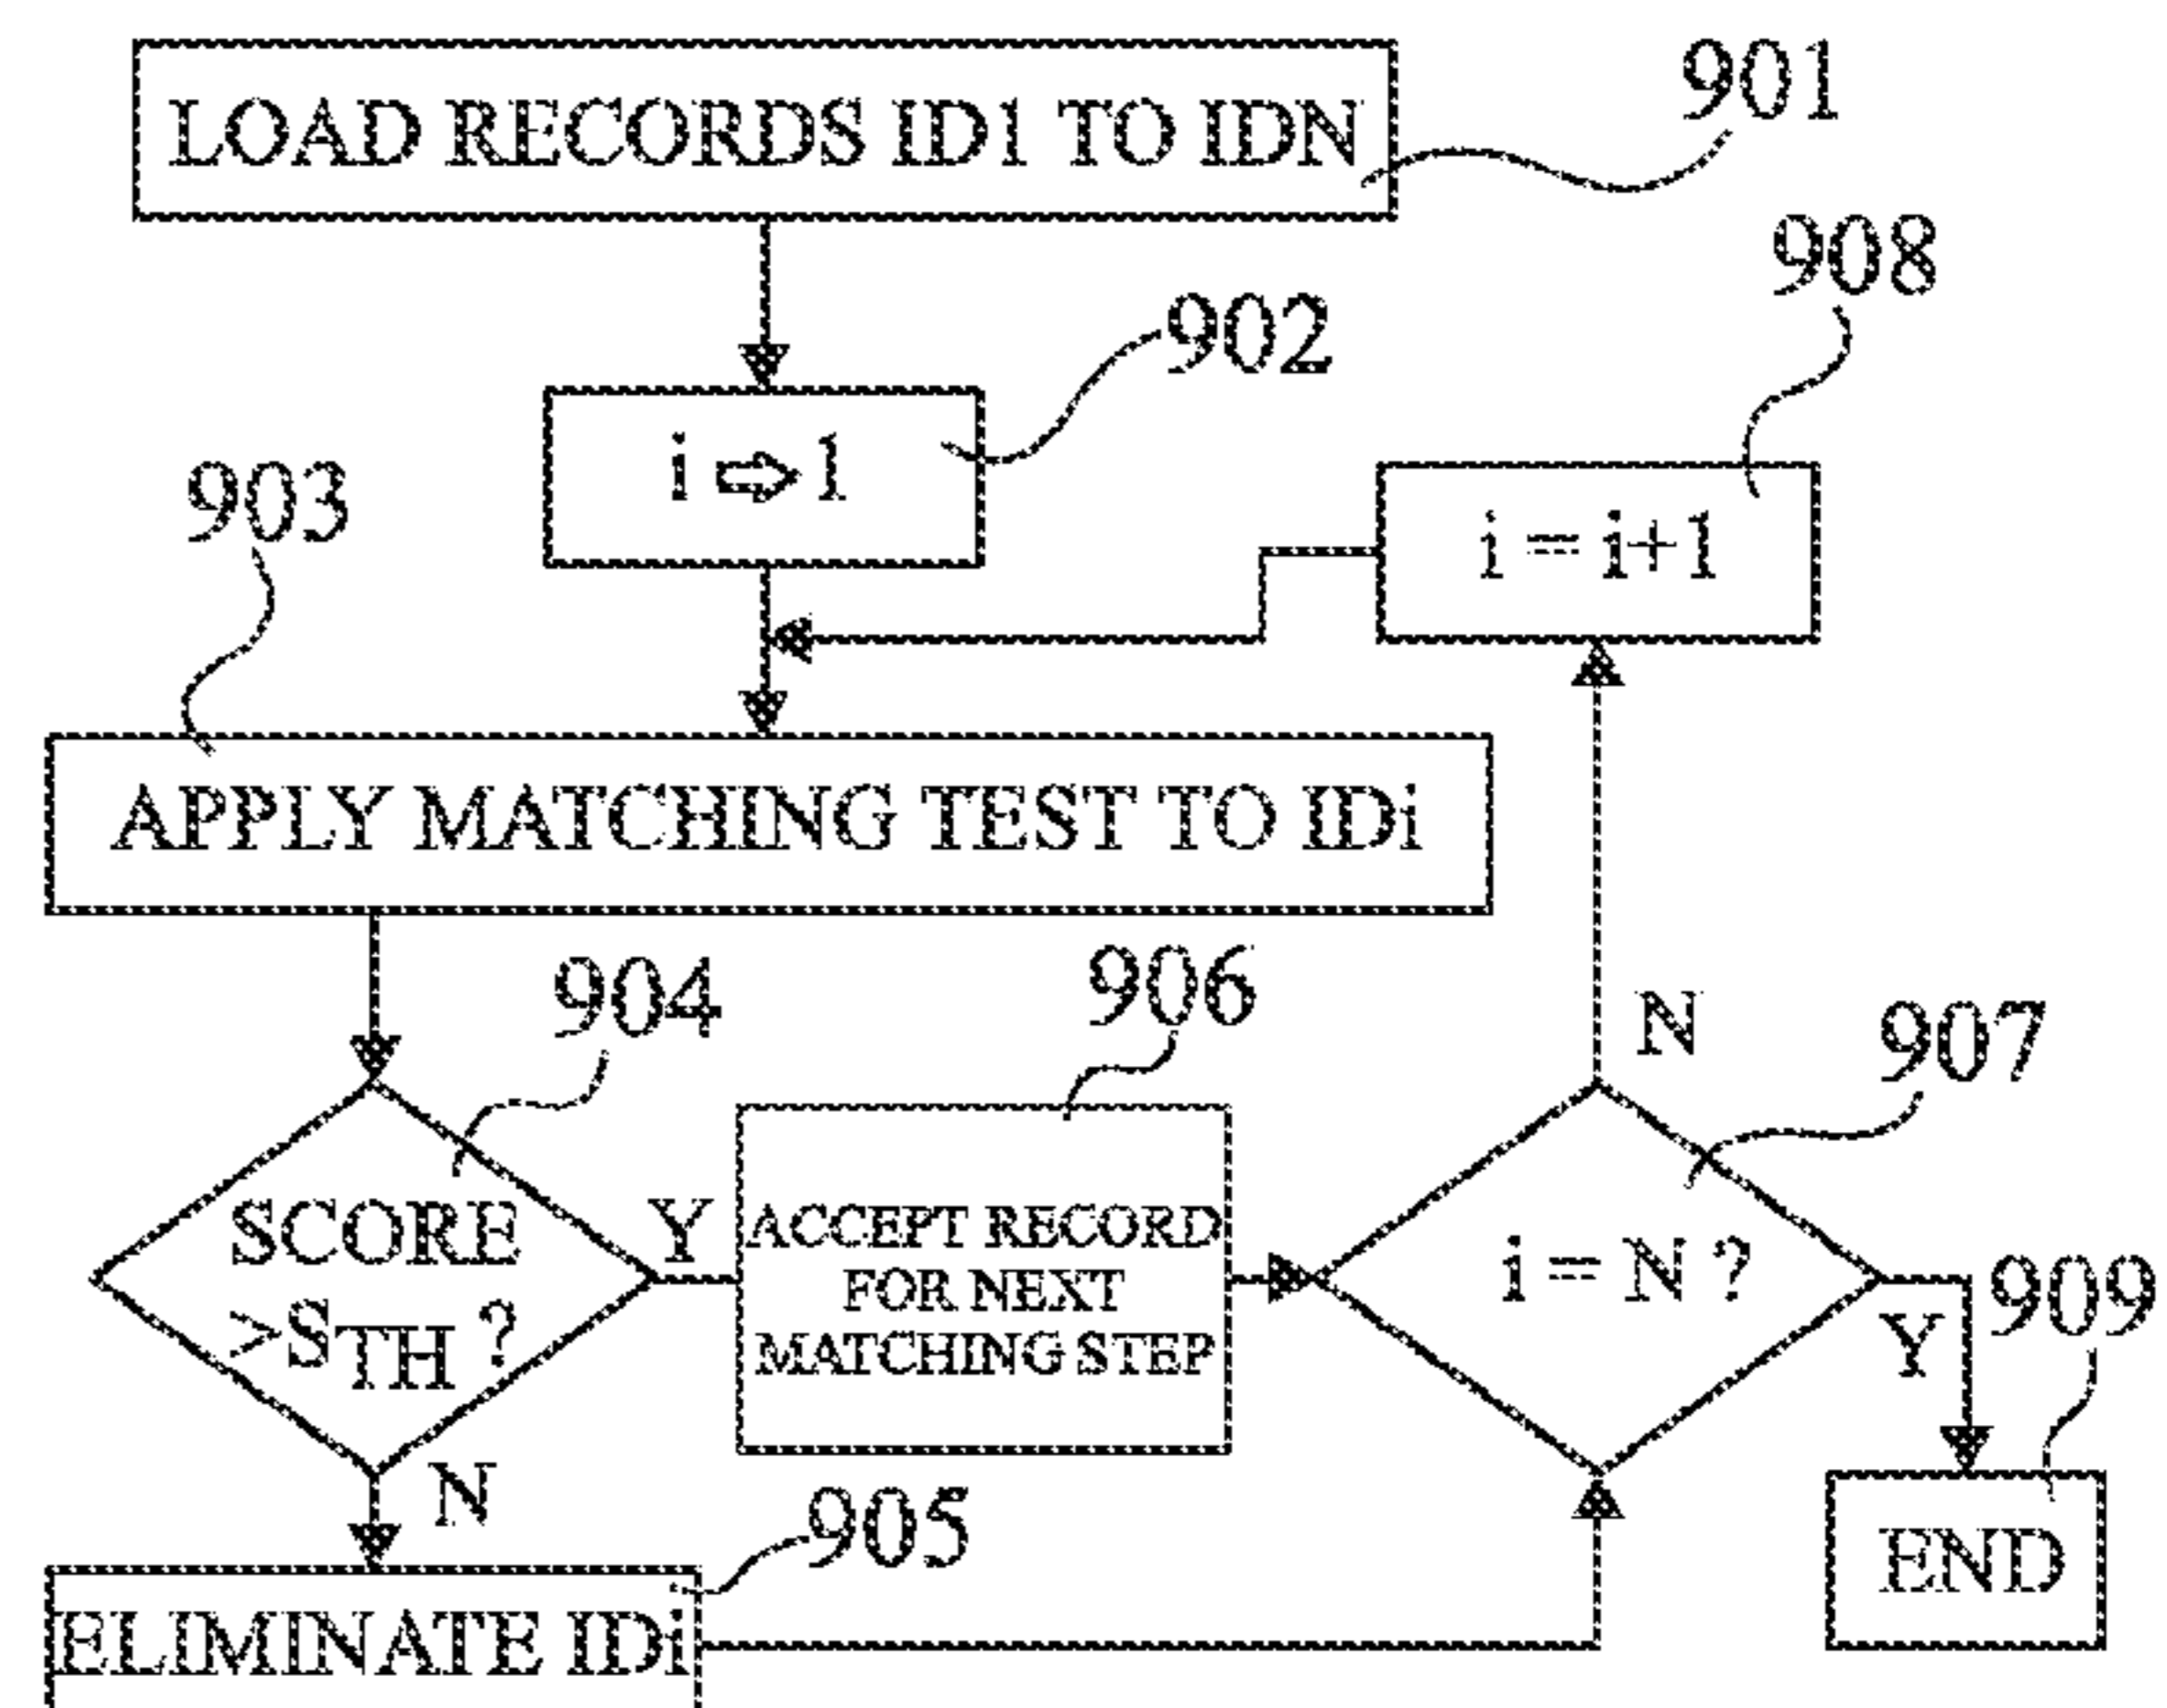 LOAD RECORDS ID1 TO IDN
901
908
902
i ⇨ 1
903
i = i+1
APPLY MATCHING TEST TO IDi
904
906
N
907
SCORE
>STH ?
Y
ACCEPT RECORD
FOR NEXT
MATCHING STEP
i = N ?
Y
909
N
905
END
ELIMINATE IDi